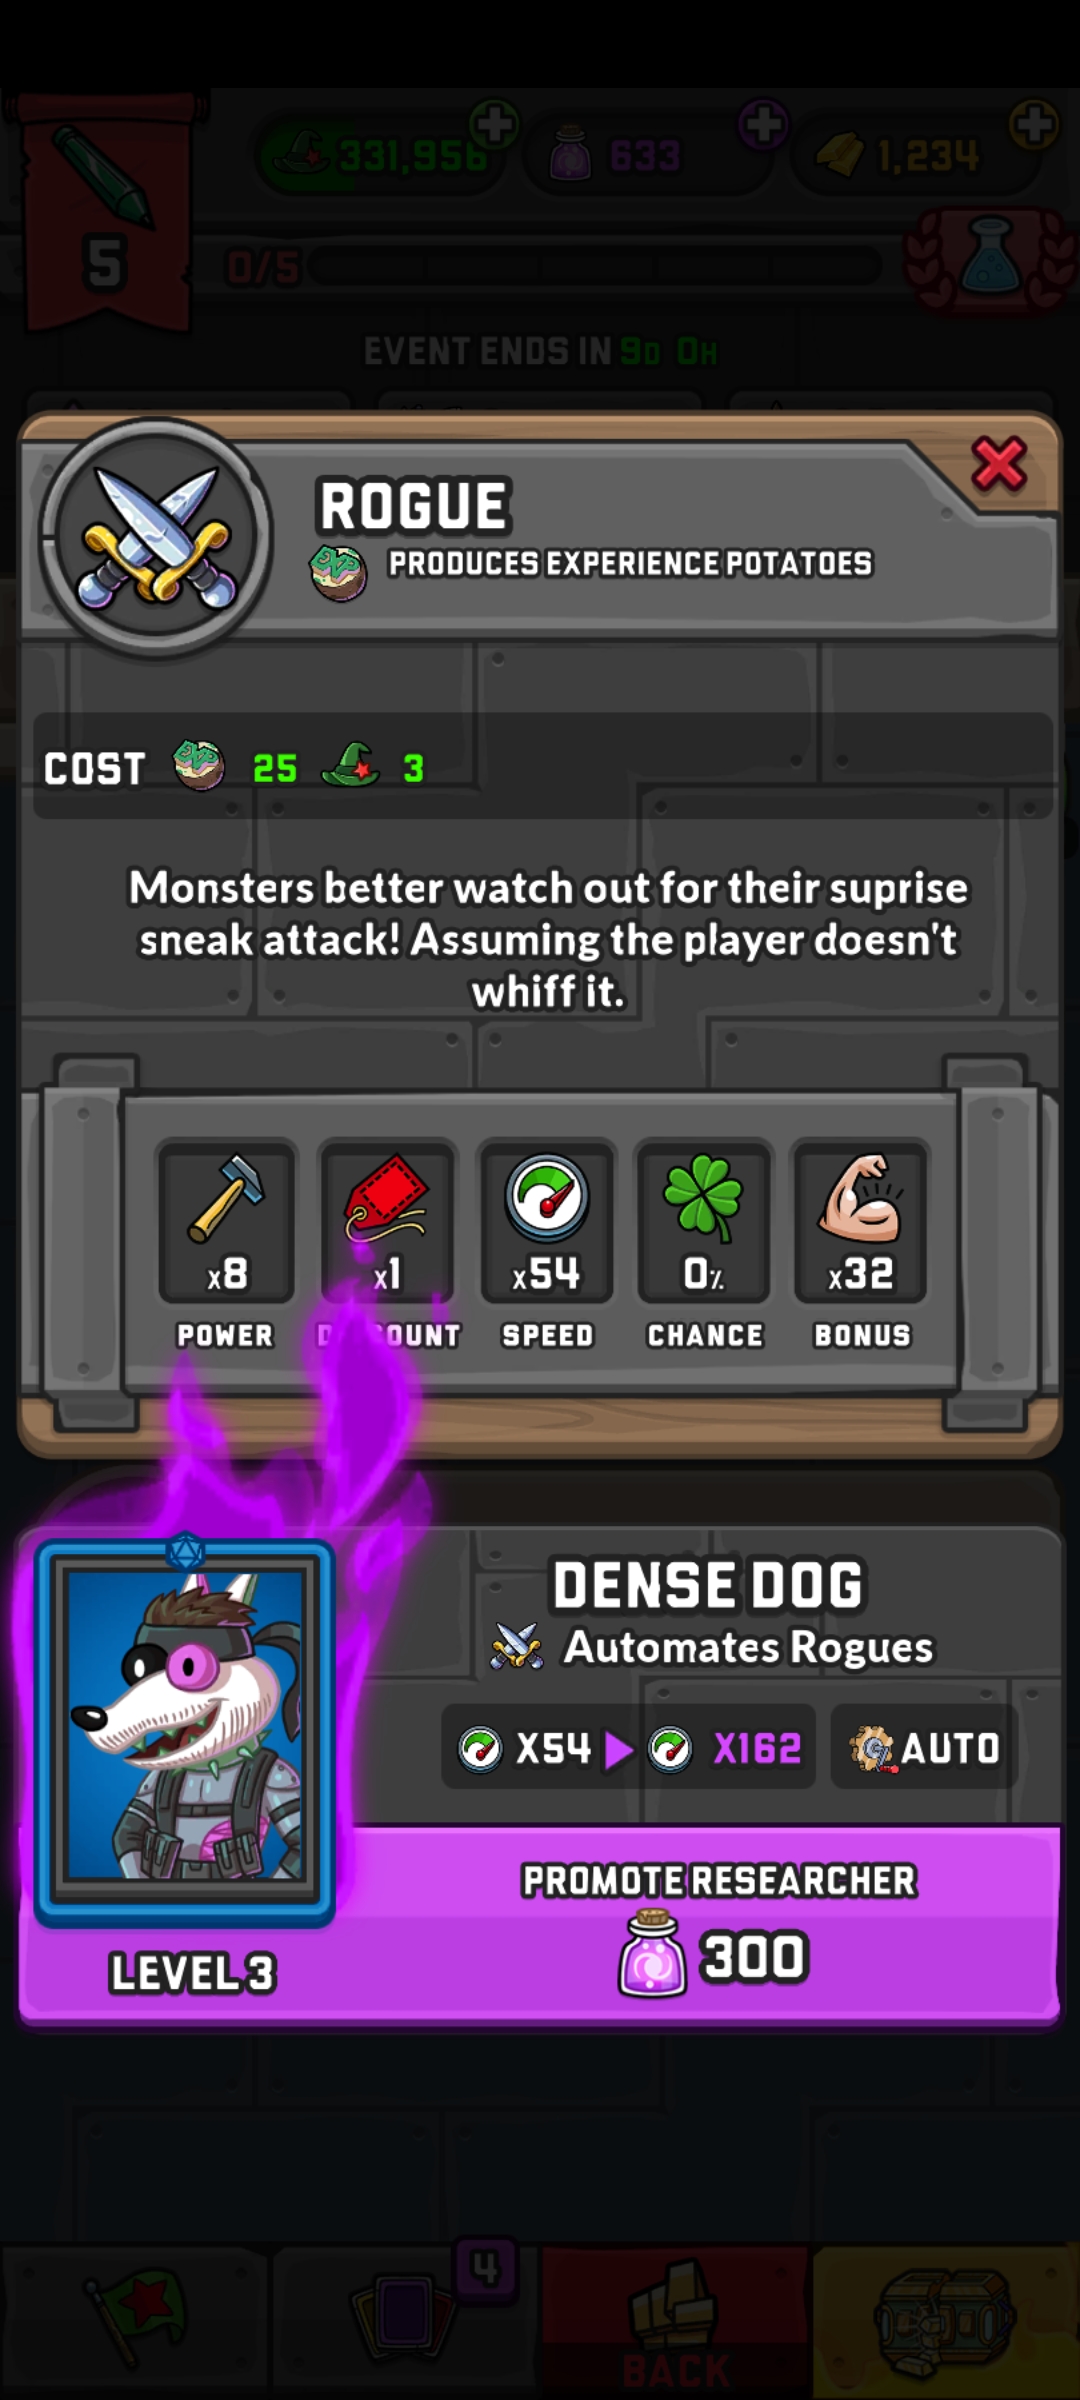 331,956
633
1,234
5
0/5
EVENT ENDS IN 9D 0H
ROGUE
EXP
PRODUCES EXPERIENCE POTATOES
COST EXP 25 3
Monsters better watch out for their suprise
sneak attack! Assuming the player doesn't
whiff it.
x8 x1 x54 0% x32
POWER DISCOUNT SPEED CHANCE BONUS
DENSE DOG
Automates Rogues
X54 X162 AUTO
PROMOTE RESEARCHER
LEVEL 3
300
4
BACK